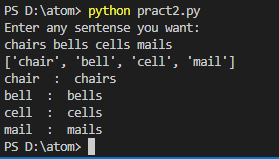 PS D:\atom> python pract2.py
Enter any sentence you want:
chairs bells cells mails
['chair', 'bell', 'cell', 'mail']
chair  :  chairs
bell  :  bells
cell  :  cells
mail  :  mails
PS D:\atom>